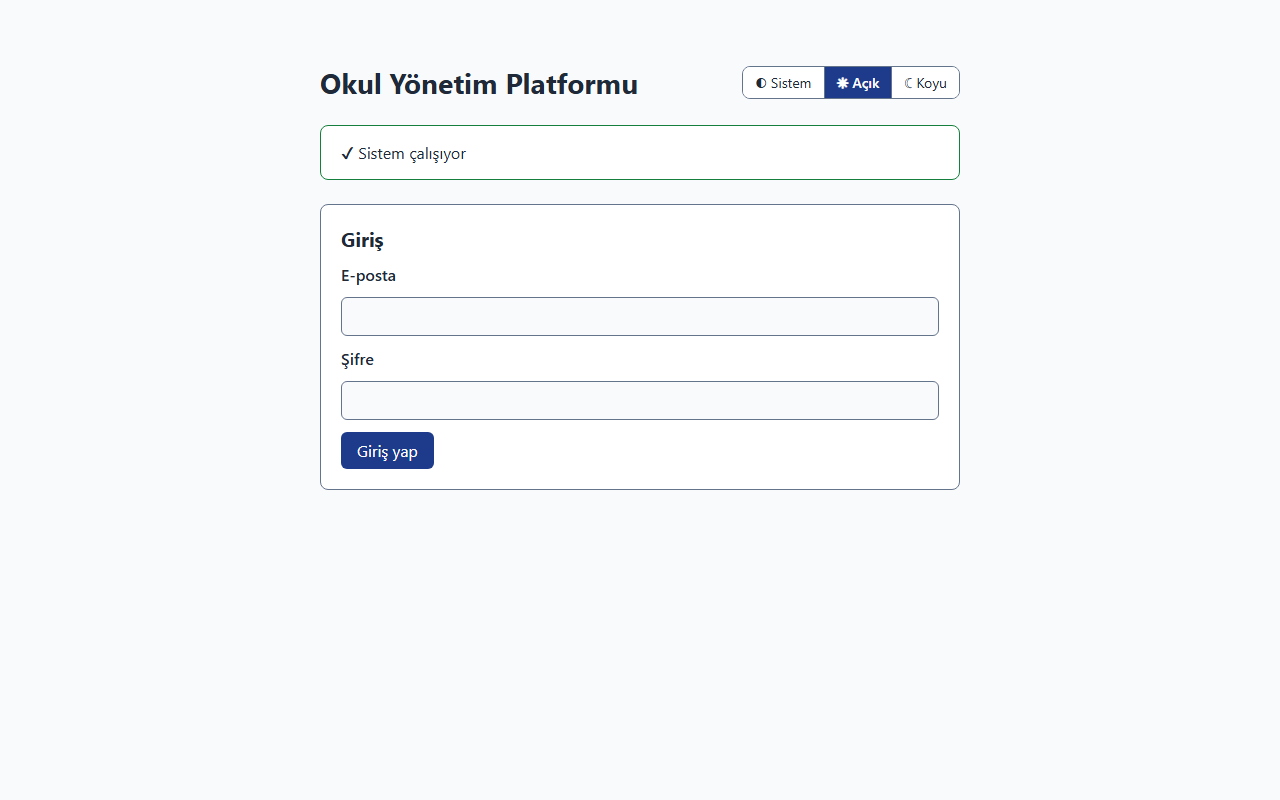 Okul Yönetim Platformu
◐ Sistem
❋ Açık
☾ Koyu
✓ Sistem çalışıyor
Giriş
E-posta
Şifre
Giriş yap